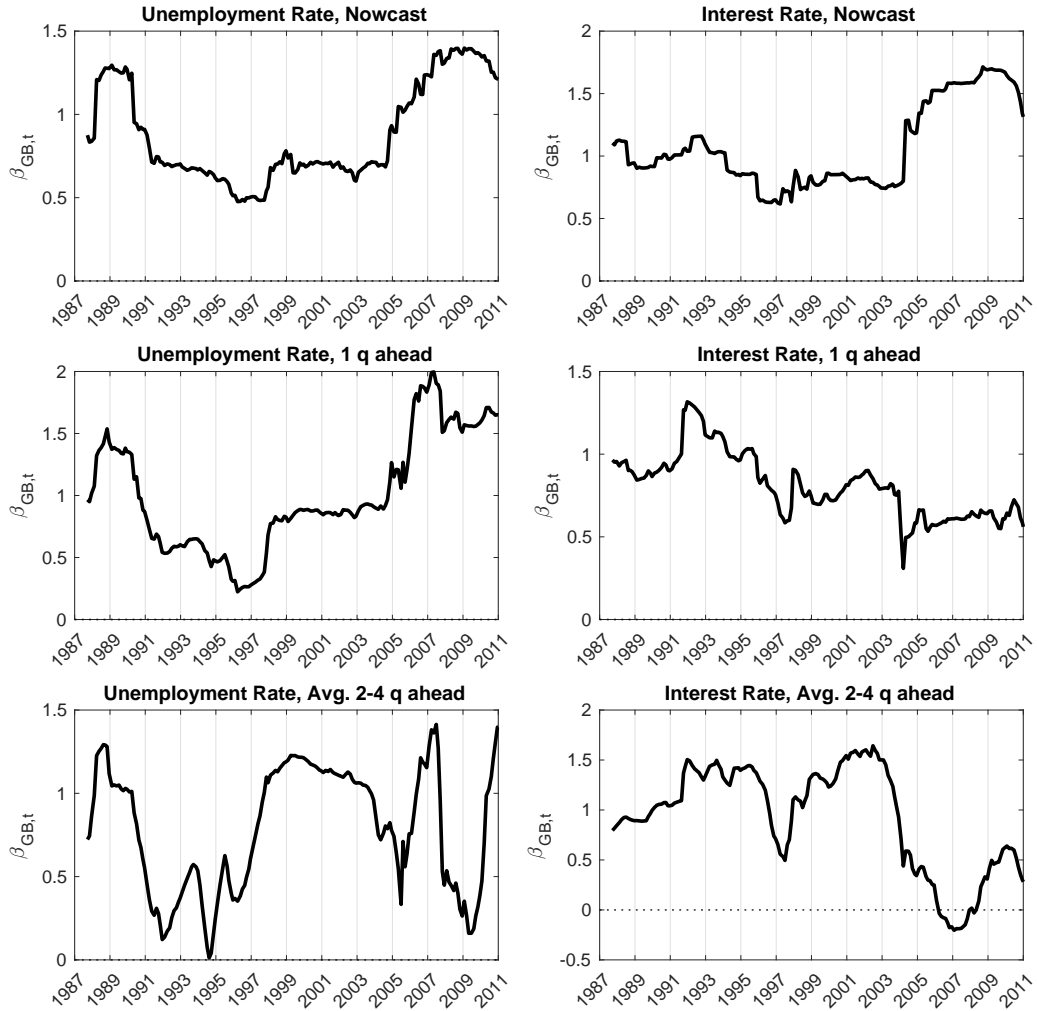 Unemployment Rate, Nowcast
1.5
1
0.5
0
β_GB,t
1987 1989 1991 1993 1995 1997 1999 2001 2003 2005 2007 2009 2011
Interest Rate, Nowcast
2
1.5
1
0.5
0
β_GB,t
1987 1989 1991 1993 1995 1997 1999 2001 2003 2005 2007 2009 2011
Unemployment Rate, 1 q ahead
2
1.5
1
0.5
0
β_GB,t
1987 1989 1991 1993 1995 1997 1999 2001 2003 2005 2007 2009 2011
Interest Rate, 1 q ahead
1.5
1
0.5
0
β_GB,t
1987 1989 1991 1993 1995 1997 1999 2001 2003 2005 2007 2009 2011
Unemployment Rate, Avg. 2-4 q ahead
1.5
1
0.5
0
β_GB,t
1987 1989 1991 1993 1995 1997 1999 2001 2003 2005 2007 2009 2011
Interest Rate, Avg. 2-4 q ahead
2
1.5
1
0.5
0
-0.5
β_GB,t
1987 1989 1991 1993 1995 1997 1999 2001 2003 2005 2007 2009 2011